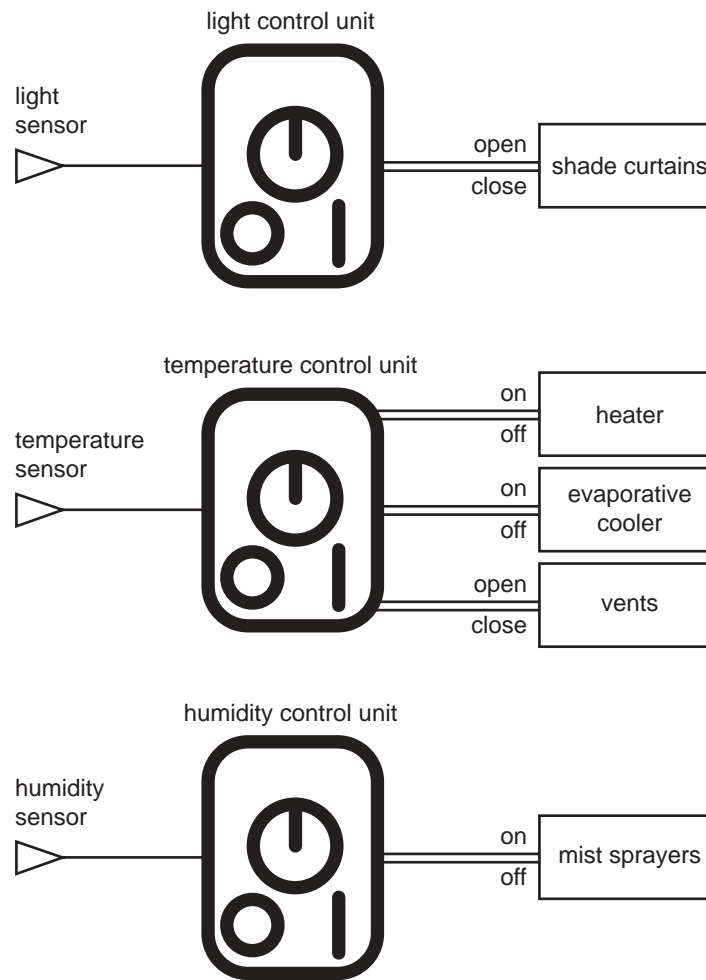 light control unit
light
sensor
open
close
shade curtains
temperature control unit
temperature
sensor
on
off
heater
on
off
evaporative
cooler
open
close
vents
humidity control unit
humidity
sensor
on
off
mist sprayers